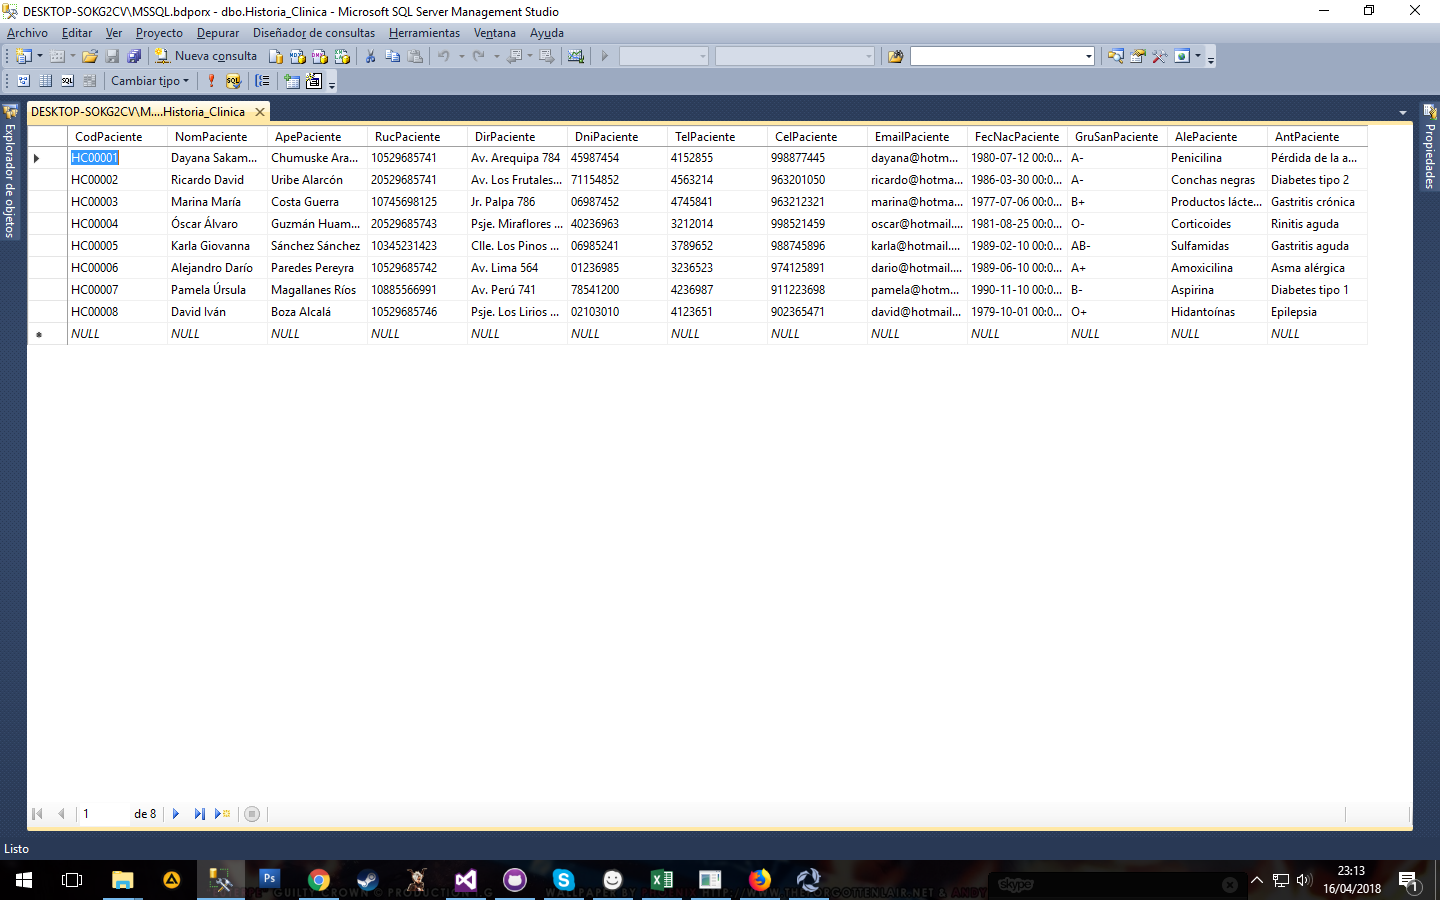 DESKTOP-SOKG2CV\MSSQL.bdporx - dbo.Historia_Clinica - Microsoft SQL Server Management Studio
Archivo Editar Ver Proyecto Depurar Diseñador de consultas Herramientas Ventana Ayuda
Nueva consulta
Cambiar tipo
DESKTOP-SOKG2CV\M....Historia_Clinica
Explorador de objetos
Propiedades
CodPaciente NomPaciente ApePaciente RucPaciente DirPaciente DniPaciente TelPaciente CelPaciente EmailPaciente FecNacPaciente GruSanPaciente AlePaciente AntPaciente
HC00001 Dayana Sakam... Chumuske Ara... 10529685741 Av. Arequipa 784 45987454 4152855 998877445 dayana@hotm... 1980-07-12 00:0... A- Penicilina Pérdida de la a...
HC00002 Ricardo David Uribe Alarcón 20529685741 Av. Los Frutales... 71154852 4563214 963201050 ricardo@hotma... 1986-03-30 00:0... A- Conchas negras Diabetes tipo 2
HC00003 Marina María Costa Guerra 10745698125 Jr. Palpa 786 06987452 4745841 963212321 marina@hotma... 1977-07-06 00:0... B+ Productos lácte... Gastritis crónica
HC00004 Óscar Álvaro Guzmán Huam... 20529685743 Psje. Miraflores ... 40236963 3212014 998521459 oscar@hotmail.... 1981-08-25 00:0... O- Corticoides Rinitis aguda
HC00005 Karla Giovanna Sánchez Sánchez 10345231423 Clle. Los Pinos ... 06985241 3789652 988745896 karla@hotmail.... 1989-02-10 00:0... AB- Sulfamidas Gastritis aguda
HC00006 Alejandro Darío Paredes Pereyra 10529685742 Av. Lima 564 01236985 3236523 974125891 dario@hotmail.... 1989-06-10 00:0... A+ Amoxicilina Asma alérgica
HC00007 Pamela Úrsula Magallanes Ríos 10885566991 Av. Perú 741 78541200 4236987 911223698 pamela@hotm... 1990-11-10 00:0... B- Aspirina Diabetes tipo 1
HC00008 David Iván Boza Alcalá 10529685746 Psje. Los Lirios ... 02103010 4123651 902365471 david@hotmail... 1979-10-01 00:0... O+ Hidantoínas Epilepsia
NULL NULL NULL NULL NULL NULL NULL NULL NULL NULL NULL NULL NULL
1 de 8
Listo
GUILTY CROWN © PRODUCTION
WALLPAPER BY
skype
23:13
16/04/2018
1